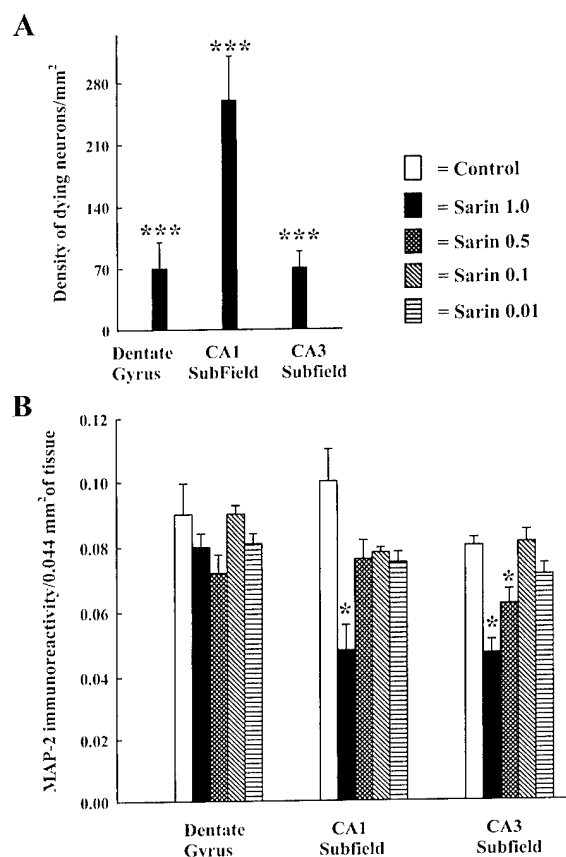 A
Density of dying neurons/mm²
280
210
140
70
0
***
***
***
Dentate
Gyrus
CA1
SubField
CA3
Subfield
= Control
= Sarin 1.0
= Sarin 0.5
= Sarin 0.1
= Sarin 0.01
B
MAP-2 immunoreactivity/0.044 mm² of tissue
0.12
0.10
0.08
0.06
0.04
0.02
0.00
*
*
*
Dentate
Gyrus
CA1
Subfield
CA3
Subfield